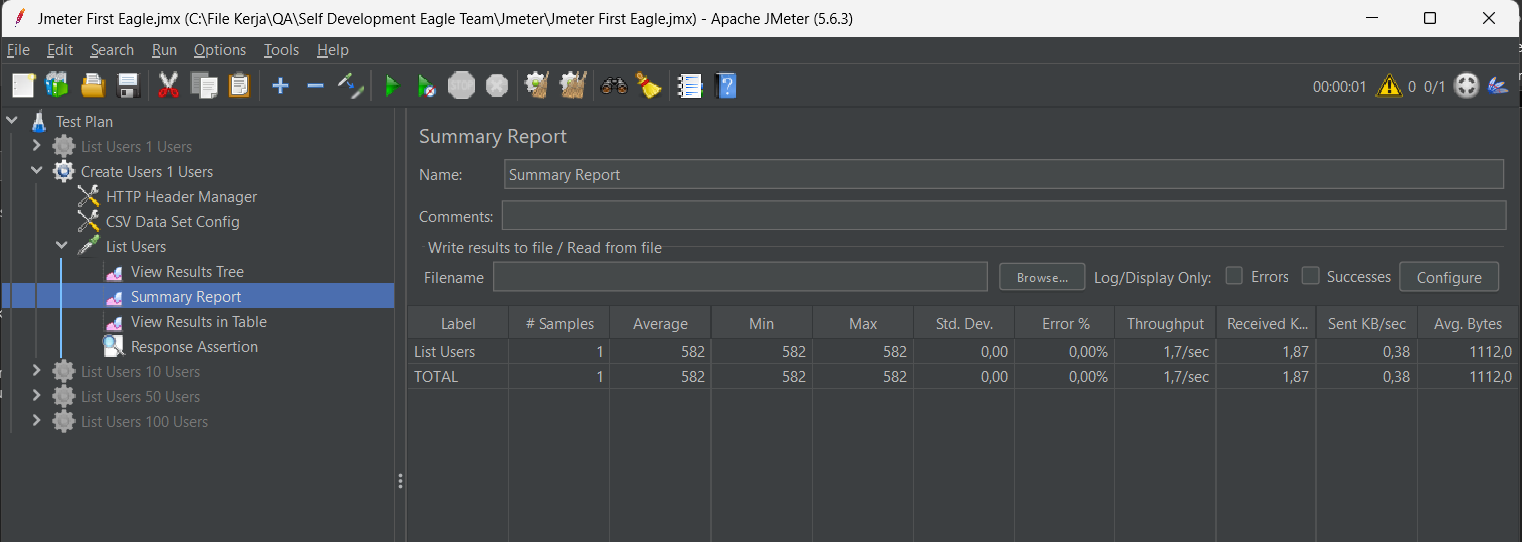 Jmeter First Eagle.jmx (C:\File Kerja\QA\Self Development Eagle Team\Jmeter\Jmeter First Eagle.jmx) - Apache JMeter (5.6.3)
File Edit Search Run Options Tools Help
STOP
00:00:01 0 0/1
Test Plan
List Users 1 Users
Create Users 1 Users
HTTP Header Manager
CSV Data Set Config
List Users
View Results Tree
Summary Report
View Results in Table
Response Assertion
List Users 10 Users
List Users 50 Users
List Users 100 Users
Summary Report
Name: Summary Report
Comments:
Write results to file / Read from file
Filename Browse... Log/Display Only: Errors Successes Configure
Label # Samples Average Min Max Std. Dev. Error % Throughput Received K... Sent KB/sec Avg. Bytes
List Users 1 582 582 582 0,00 0,00% 1,7/sec 1,87 0,38 1112,0
TOTAL 1 582 582 582 0,00 0,00% 1,7/sec 1,87 0,38 1112,0